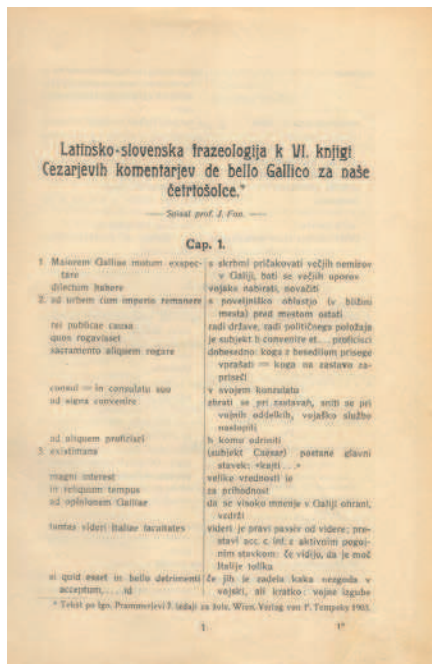 Latinsko-slovenska frazeologija k VI. knjigi
Cezarjevih komentarjev de bello Gallico za naše
četrtošolce.*
Spisal prof. J. Fon.
Cap. 1.
1. Maiorem Galliae motum exspec- s skrbmi pričakovati večjih nemirov
tare v Galiji, bati se večjih uporov
dilectum habere vojake nabirati, novačiti
2. ad urbem cum imperio remanere s poveljniško oblastjo (v bližini
mesta) pred mestom ostati
rei publicae causa radi države, radi političnega položaja
quos rogavisset je subjekt h convenire et... proficisci
sacramento aliquem rogare dobesedno: koga z besedilom prisege
vprašati = koga na zastavo za-
priseči
consul = in consulatu suo v svojem konzulatu
ad signa convenire zbrati se pri zastavah, sniti se pri
vojnih oddelkih, vojaško službo
nastopiti
ad aliquem proficisci h komu odriniti
3. existimans (subjekt Caesar) postane glavni
stavek: «kajti ...»
magni interest velike vrednosti je
in reliquum tempus za prihodnost
ad opinionem Galliae da se visoko mnenje v Galiji ohrani,
vzdrži
tantas videri Italiae facultates videri je pravi pasiv od videre; pre-
stavi acc. c. inf. z aktivnim pogoj-
nim stavkom: če vidijo, da je moč
Italije tolika
si quid esset in bello detrimenti če jih je zadela kaka nezgoda v
acceptum, ... id vojski, ali kratko: vojne izgube
* Tekst po Ign. Prammerjevi 7. izdaji za šolo. Wien. Verlag von F. Tempsky 1903.
1 1*